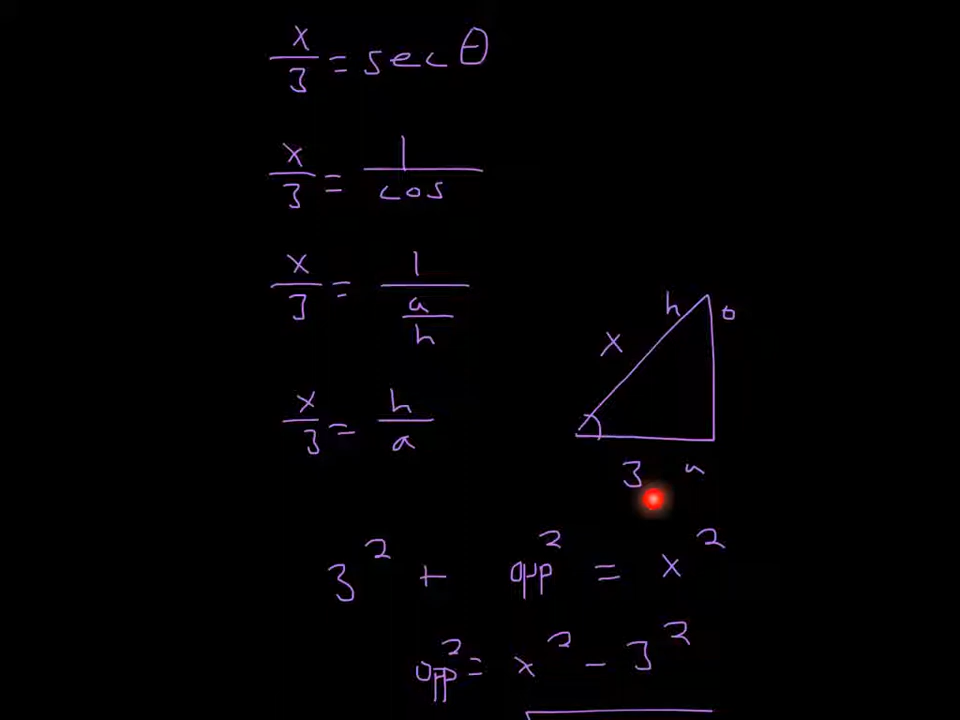 x/3 = sec θ
x/3 = 1/cos
x/3 = 1/(a/h)
x/3 = h/a
h
o
x
3 a
3² + opp² = x²
opp² = x² - 3²